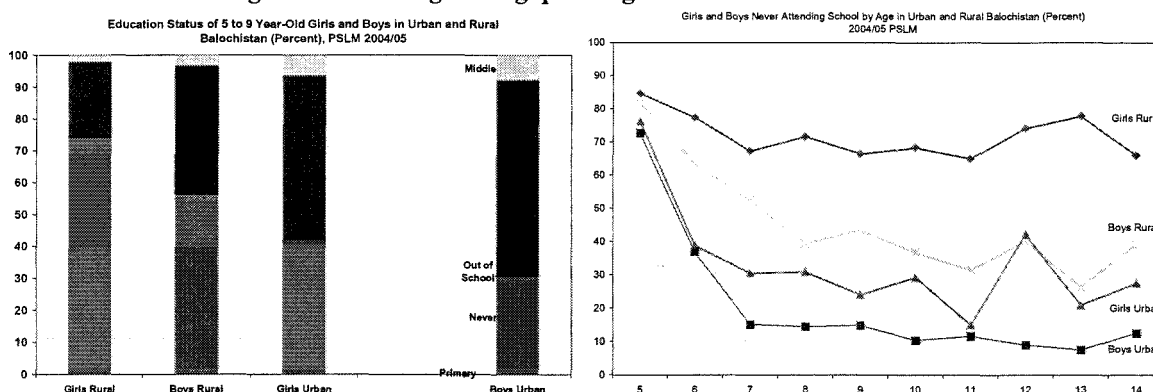 Education Status of 5 to 9 Year-Old Girls and Boys in Urban and Rural
Balochistan (Percent), PSLM 2004/05
100
90
80
70
60
50
40
30
20
10
0
Middle
Out of
School
Never
Primary
Girls Rural
Boys Rural
Girls Urban
Boys Urban
Girls and Boys Never Attending School by Age in Urban and Rural Balochistan (Percent)
2004/05 PSLM
100
90
80
70
60
50
40
30
20
10
0
Girls Rura
Boys Rura
Girls Urba
Boys Urba
5
6
7
8
9
10
11
12
13
14